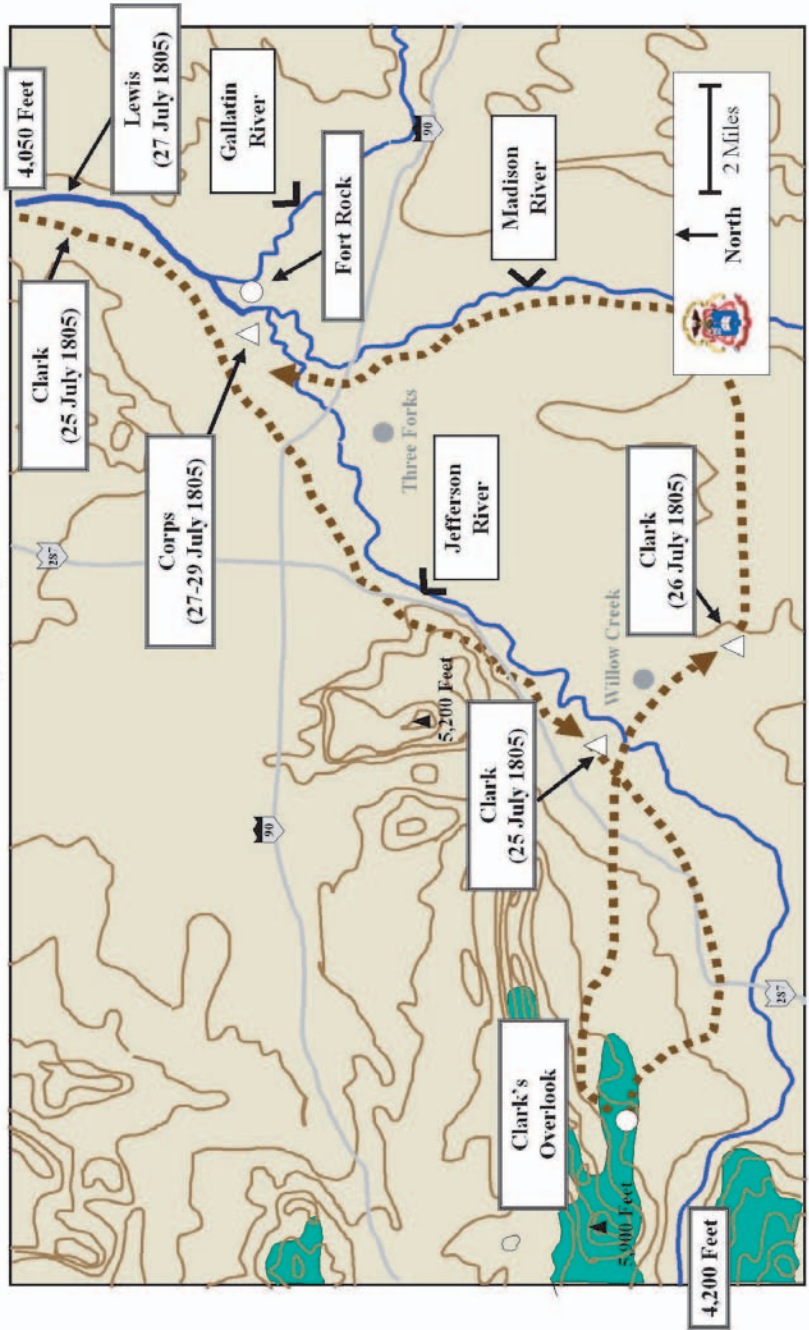 4,050 Feet
Lewis
(27 July 1805)
Clark
(25 July 1805)
Gallatin
River
90
Fort Rock
287
Corps
(27-29 July 1805)
Madison
River
Three Forks
2 Miles
North
Jefferson
River
5,200 Feet
Clark
(26 July 1805)
Willow Creek
90
Clark
(25 July 1805)
287
Clark's
Overlook
5,900 Feet
4,200 Feet